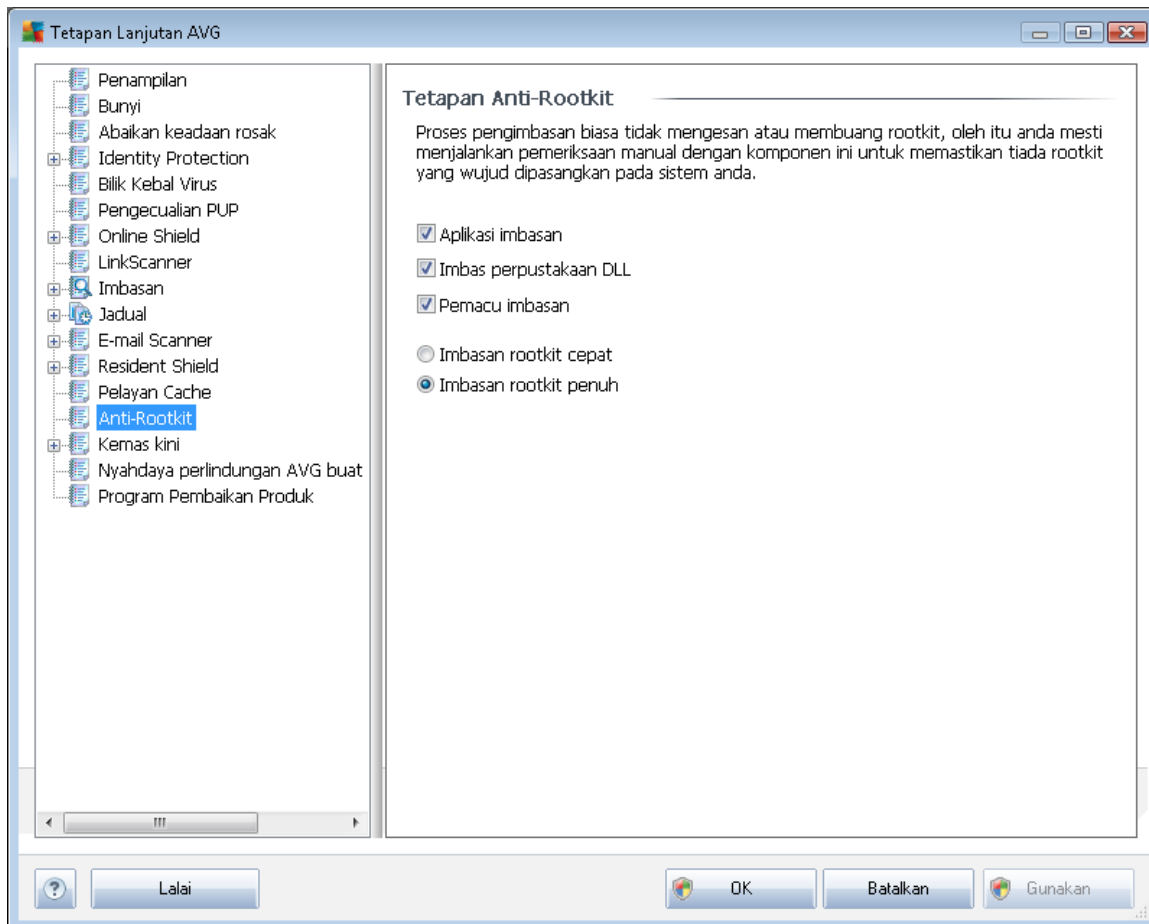 Tetapan Lanjutan AVG
Penampilan
Bunyi
Abaikan keadaan rosak
Identity Protection
Bilik Kebal Virus
Pengecualian PUP
Online Shield
LinkScanner
Imbasan
Jadual
E-mail Scanner
Resident Shield
Pelayan Cache
Anti-Rootkit
Kemas kini
Nyahdaya perlindungan AVG buat
Program Pembaikan Produk
Tetapan Anti-Rootkit
Proses pengimbasan biasa tidak mengesan atau membuang rootkit, oleh itu anda mesti
menjalankan pemeriksaan manual dengan komponen ini untuk memastikan tiada rootkit
yang wujud dipasangkan pada sistem anda.
Aplikasi imbasan
Imbas perpustakaan DLL
Pemacu imbasan
Imbasan rootkit cepat
Imbasan rootkit penuh
?
Lalai
OK
Batalkan
Gunakan